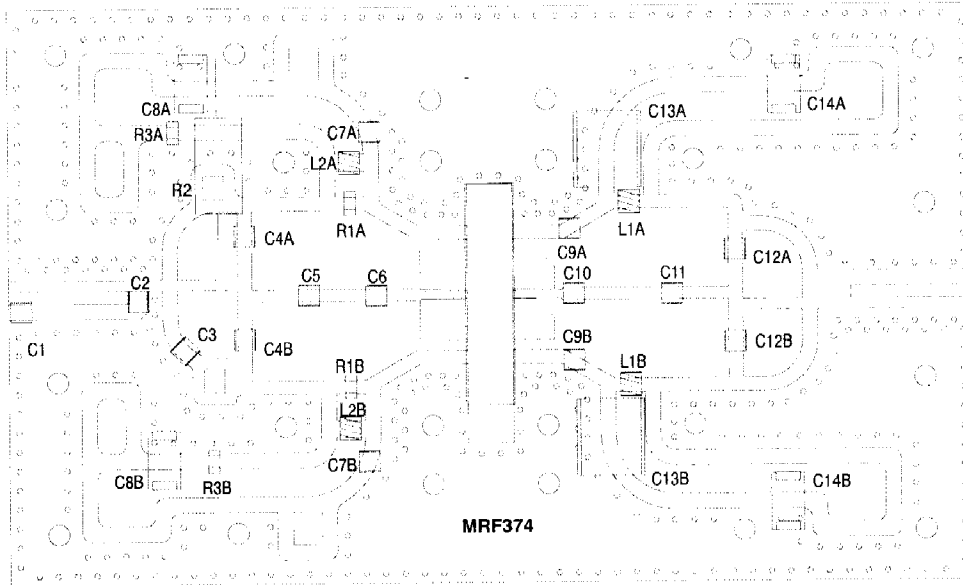 C8A
R3A
C7A
C13A
C14A
L2A
R2
R1A
L1A
C4A
C9A
C12A
C2
C5
C6
C10
C11
C1
C3
C4B
C9B
L1B
C12B
R1B
L2B
C8B
R3B
C7B
C13B
C14B
MRF374